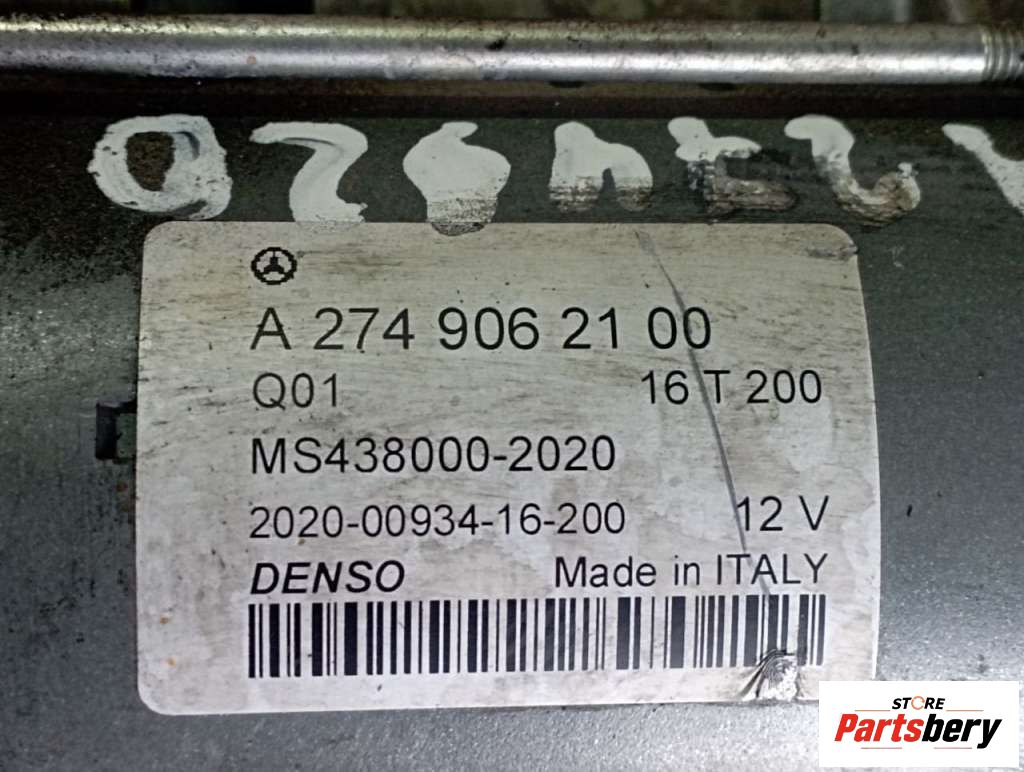 A 274 906 21 00
Q01 16 T 200
MS438000-2020
2020-00934-16-200 12 V
DENSO Made in ITALY
STORE
Partsbery